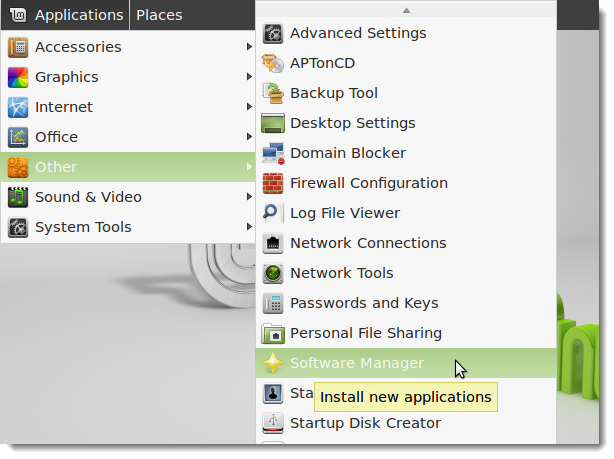 Applications
Places
Accessories
Graphics
Internet
Office
Other
Sound & Video
System Tools
Advanced Settings
APTonCD
Backup Tool
Desktop Settings
Domain Blocker
Firewall Configuration
Log File Viewer
Network Connections
Network Tools
Passwords and Keys
Personal File Sharing
Software Manager
Install new applications
Startup Disk Creator